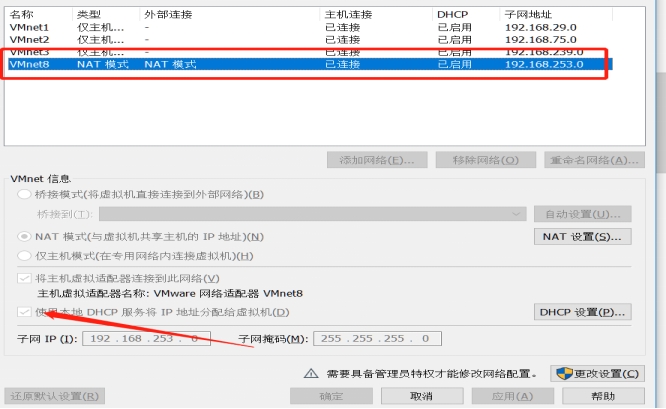 名称 类型 外部连接 主机连接 DHCP 子网地址
VMnet1 仅主机... - 已连接 已启用 192.168.29.0
VMnet2 仅主机... - 已连接 已启用 192.168.75.0
VMnet3 仅主机... - 已连接 已启用 192.168.239.0
VMnet8 NAT 模式 NAT 模式 已连接 已启用 192.168.253.0
添加网络(E)... 移除网络(O) 重命名网络(A)...
VMnet 信息
桥接模式(将虚拟机直接连接到外部网络)(B)
桥接到(T): 自动设置(U)...
NAT 模式(与虚拟机共享主机的 IP 地址)(N) NAT 设置(S)...
仅主机模式(在专用网络内连接虚拟机)(H)
将主机虚拟适配器连接到此网络(V)
主机虚拟适配器名称: VMware 网络适配器 VMnet8
使用本地 DHCP 服务将 IP 地址分配给虚拟机(D) DHCP 设置(P)...
子网 IP (I): 192 . 168 . 253 . 0 子网掩码(M): 255 . 255 . 255 . 0
需要具备管理员特权才能修改网络配置。 更改设置(C)
还原默认设置(R) 确定 取消 应用(A) 帮助